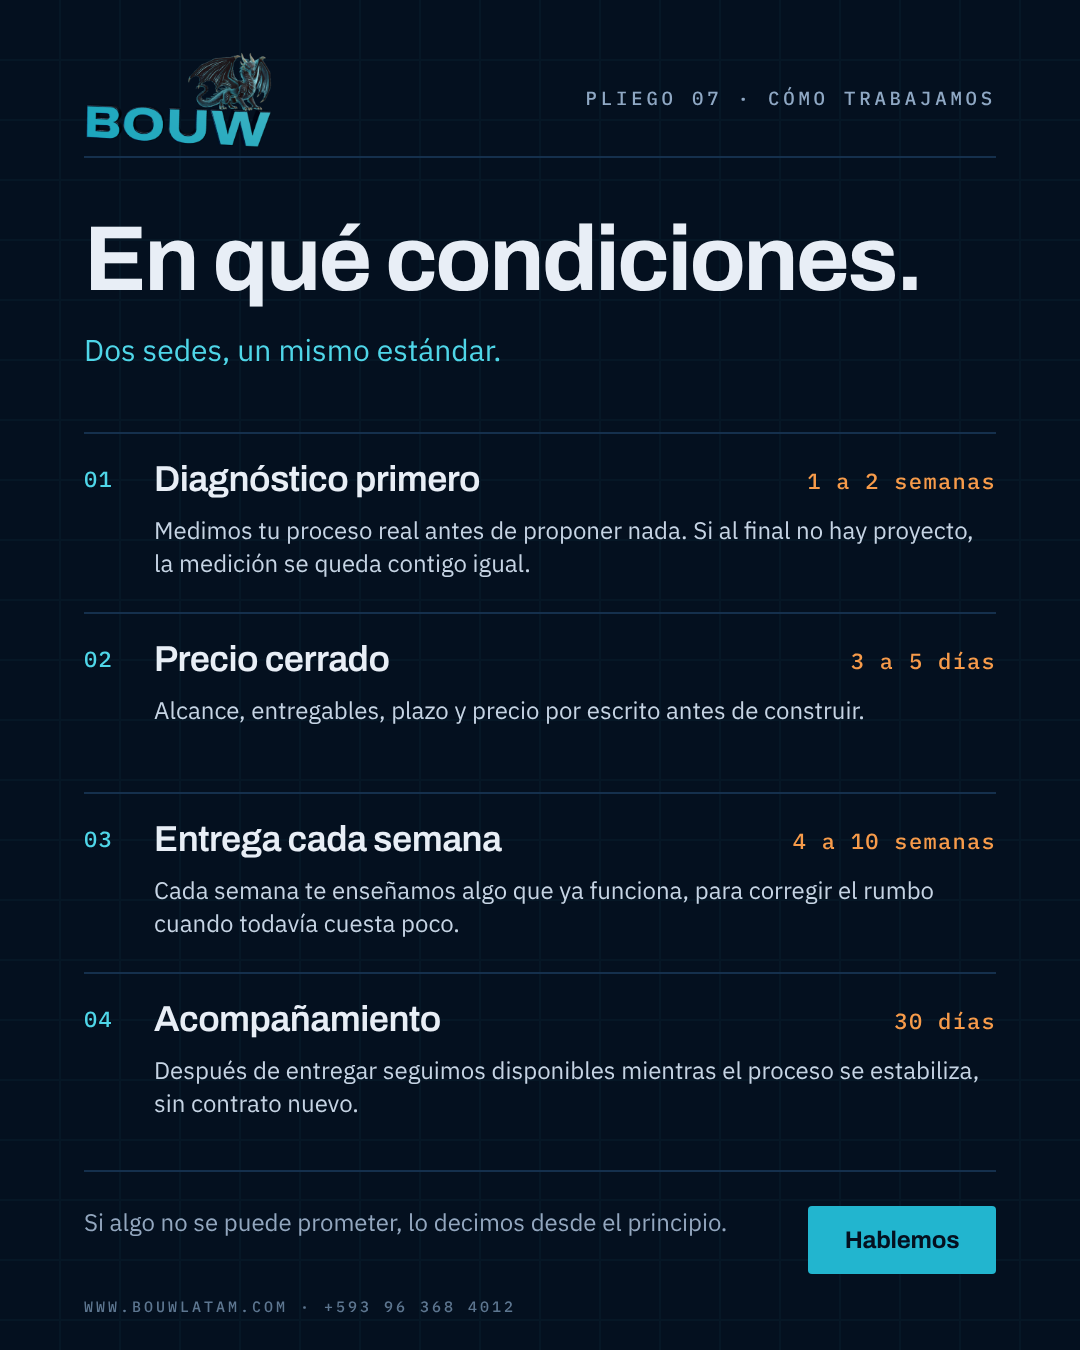 BOUW
PLIEGO 07 · CÓMO TRABAJAMOS
En qué condiciones.
Dos sedes, un mismo estándar.
01 Diagnóstico primero 1 a 2 semanas
Medimos tu proceso real antes de proponer nada. Si al final no hay proyecto,
la medición se queda contigo igual.
02 Precio cerrado 3 a 5 días
Alcance, entregables, plazo y precio por escrito antes de construir.
03 Entrega cada semana 4 a 10 semanas
Cada semana te enseñamos algo que ya funciona, para corregir el rumbo
cuando todavía cuesta poco.
04 Acompañamiento 30 días
Después de entregar seguimos disponibles mientras el proceso se estabiliza,
sin contrato nuevo.
Si algo no se puede prometer, lo decimos desde el principio.
Hablemos
WWW.BOUWLATAM.COM · +593 96 368 4012